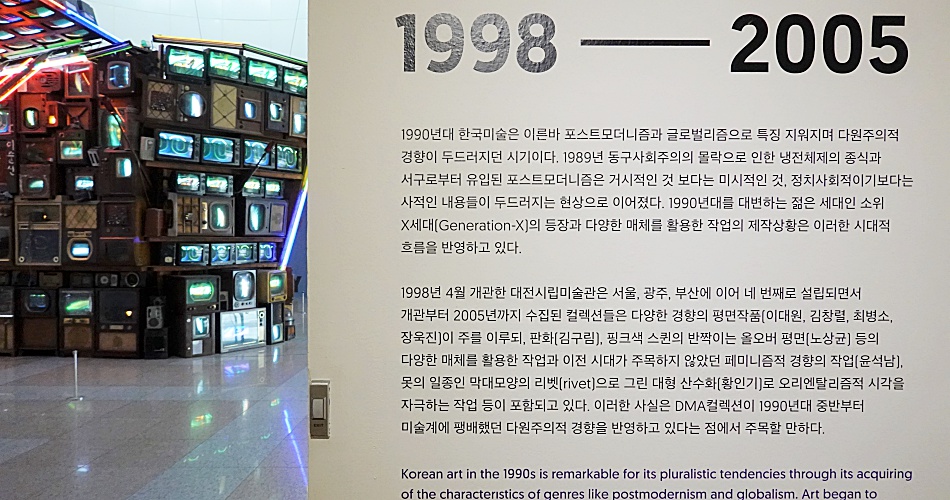 1998 — 2005
1990년대 한국미술은 이른바 포스트모더니즘과 글로벌리즘으로 특징 지워지며 다원주의적
경향이 두드러지던 시기이다. 1989년 동구사회주의의 몰락으로 인한 냉전체제의 종식과
서구로부터 유입된 포스트모더니즘은 거시적인 것 보다는 미시적인 것, 정치사회적이기보다는
사적인 내용들이 두드러지는 현상으로 이어졌다. 1990년대를 대변하는 젊은 세대인 소위
X세대(Generation-X)의 등장과 다양한 매체를 활용한 작업의 제작상황은 이러한 시대적
흐름을 반영하고 있다.
1998년 4월 개관한 대전시립미술관은 서울, 광주, 부산에 이어 네 번째로 설립되면서
개관부터 2005년까지 수집된 컬렉션들은 다양한 경향의 평면작품(이대원, 김창렬, 최병소,
장욱진)이 주를 이루되, 판화(김구림), 핑크색 스퀸의 반짝이는 올오버 평면(노상균) 등의
다양한 매체를 활용한 작업과 이전 시대가 주목하지 않았던 페미니즘적 경향의 작업(윤석남),
못의 일종인 막대모양의 리벳(rivet)으로 그린 대형 산수화(황인기)로 오리엔탈리즘적 시각을
자극하는 작업 등이 포함되고 있다. 이러한 사실은 DMA컬렉션이 1990년대 중반부터
미술계에 팽배했던 다원주의적 경향을 반영하고 있다는 점에서 주목할 만하다.
Korean art in the 1990s is remarkable for its pluralistic tendencies through its acquiring
of the characteristics of genres like postmodernism and globalism. Art began to